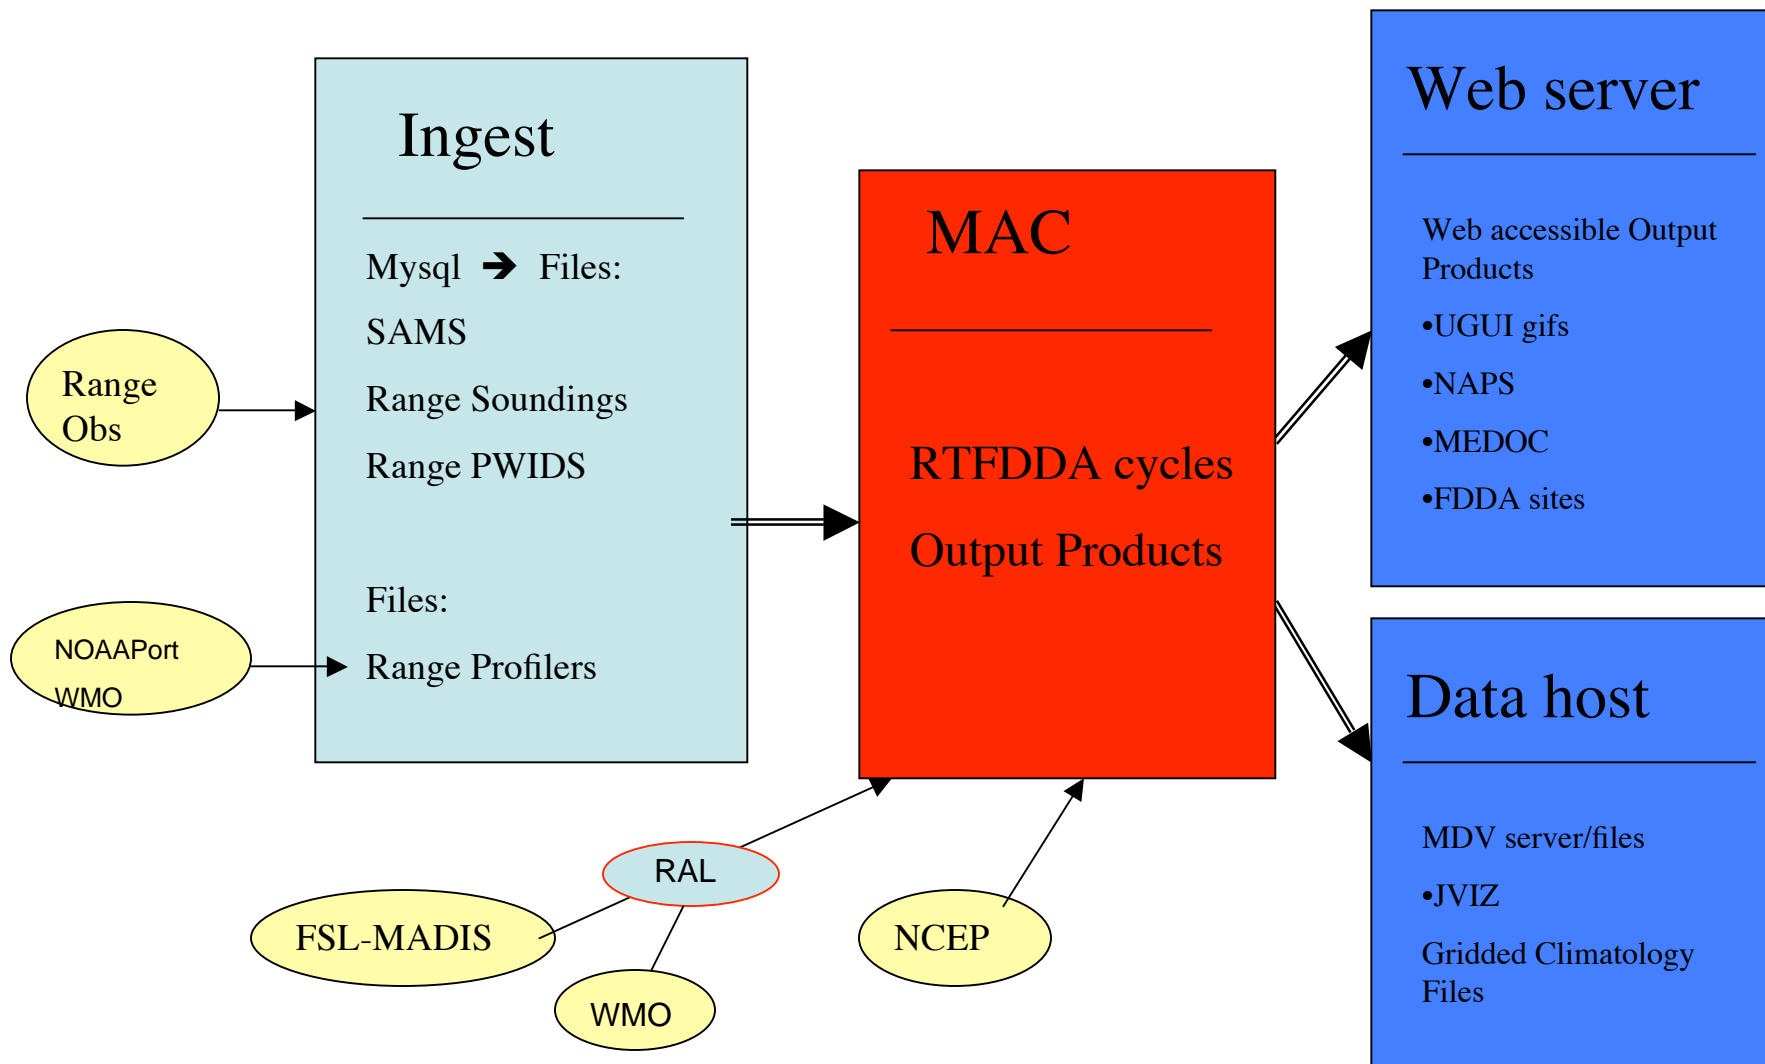 Ingest
Mysql ➔ Files:
SAMS
Range Soundings
Range PWIDS
Files:
Range Profilers
Range
Obs
NOAAPort
WMO
MAC
RTFDDA cycles
Output Products
RAL
FSL-MADIS
WMO
NCEP
Web server
Web accessible Output
Products
•UGUI gifs
•NAPS
•MEDOC
•FDDA sites
Data host
MDV server/files
•JVIZ
Gridded Climatology
Files